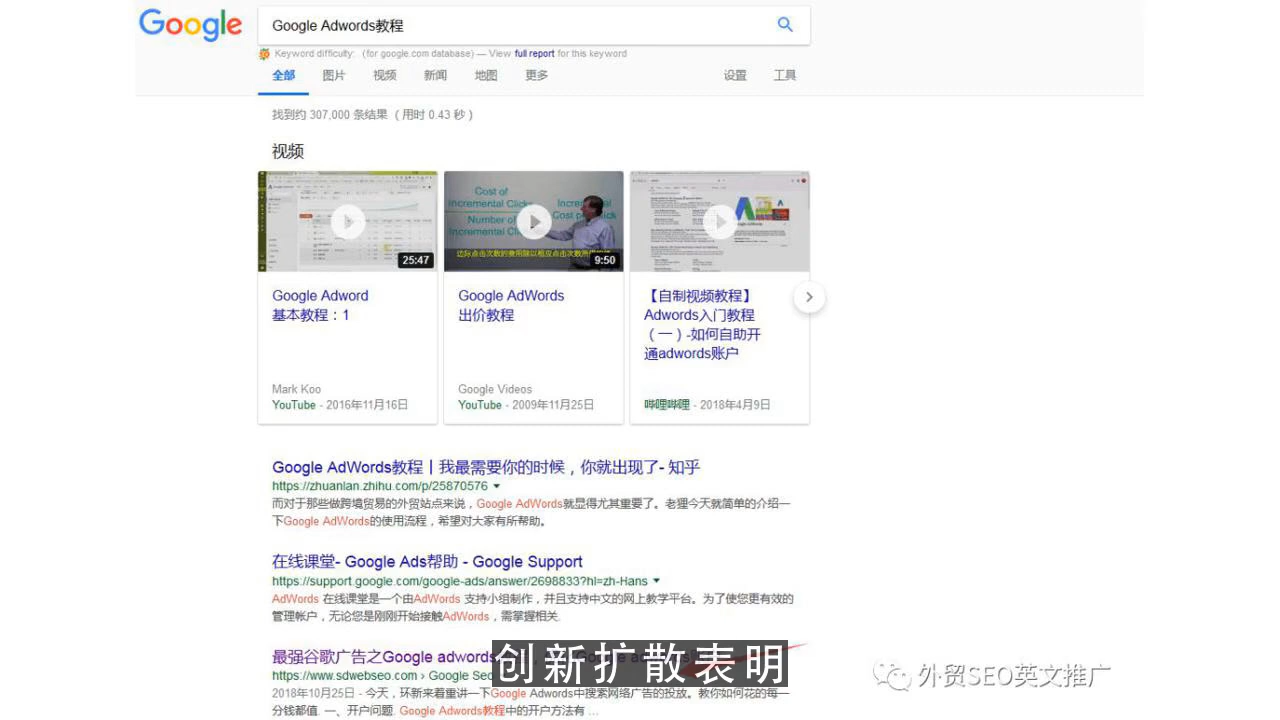 Google
Google Adwords教程
Keyword difficulty: (for google.com database) — View full report for this keyword
全部 图片 视频 新闻 地图 更多 设置 工具
找到约 307,000 条结果 （用时 0.43 秒）
视频
Cost of
Incremental Clicks
Number of
Incremental Clic
25:47
9:50
Google Adword
基本教程：1
Mark Koo
YouTube - 2016年11月16日
Google AdWords
出价教程
Google Videos
YouTube - 2009年11月25日
【自制视频教程】
Adwords入门教程
（一）-如何自助开
通adwords账户
哔哩哔哩 - 2018年4月9日
Google AdWords教程丨我最需要你的时候，你就出现了- 知乎
https://zhuanlan.zhihu.com/p/25870576
而对于那些做跨境贸易的外贸站点来说，Google AdWords就显得尤其重要了。老狸今天就简单的介绍一
下Google AdWords的使用流程，希望对大家有所帮助。
在线课堂- Google Ads帮助 - Google Support
https://support.google.com/google-ads/answer/2698833?hl=zh-Hans
AdWords 在线课堂是一个由AdWords 支持小组制作，并且支持中文的网上教学平台。为了使您更有效的
管理帐户，无论您是刚刚开始接触AdWords，需掌握相关.
最强谷歌广告之Google adwords
https://www.sdwebseo.com › Google Seo
创新扩散表明
2018年10月25日 - 今天，环新来着重讲一下Google Adwords中搜索网络广告的投放。教你如何花的每一
分钱都值. 一、开户问题. Google Adwords教程中的开户方法有 ...
外贸SEO英文推广